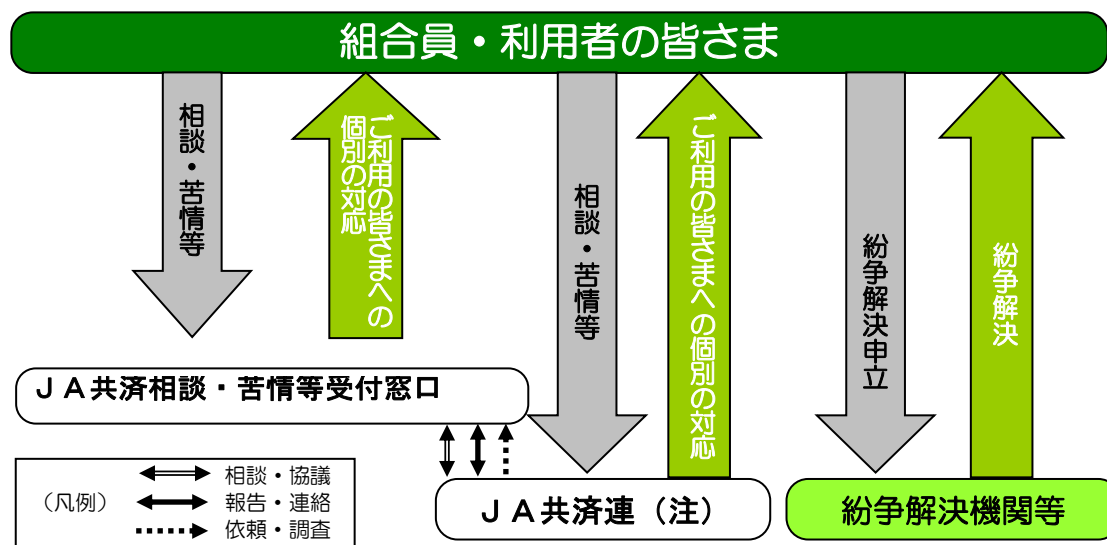 組合員・利用者の皆さま
相談・苦情等
ご利用の皆さまへの
個別の対応
相談・苦情等
ご利用の皆さまへの個別の対応
紛争解決申立
紛争解決
ＪＡ共済相談・苦情等受付窓口
（凡例）
相談・協議
報告・連絡
依頼・調査
ＪＡ共済連（注）
紛争解決機関等